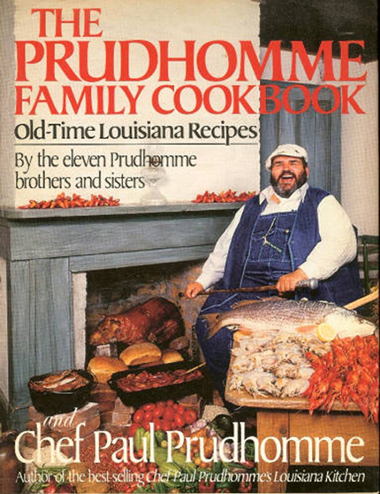 THE
PRUDHOMME
FAMILY COOKBOOK
Old-Time Louisiana Recipes
By the eleven Prudhomme
brothers and sisters
and
Chef Paul Prudhomme
Author of the best-selling Chef Paul Prudhomme's Louisiana Kitchen